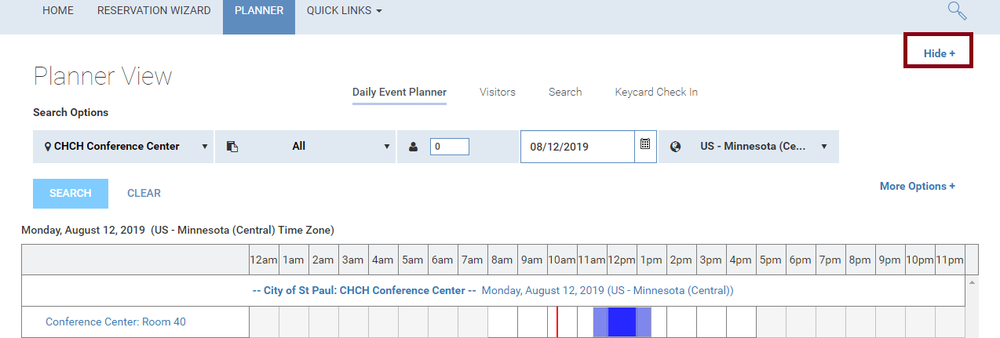 HOME RESERVATION WIZARD PLANNER QUICK LINKS
Hide +
Planner View
Daily Event Planner Visitors Search Keycard Check In
Search Options
CHCH Conference Center All 0 08/12/2019 US - Minnesota (Ce...
SEARCH CLEAR
More Options +
Monday, August 12, 2019 (US - Minnesota (Central) Time Zone)
12am 1am 2am 3am 4am 5am 6am 7am 8am 9am 10am 11am 12pm 1pm 2pm 3pm 4pm 5pm 6pm 7pm 8pm 9pm 10pm 11pm
-- City of St Paul: CHCH Conference Center -- Monday, August 12, 2019 (US - Minnesota (Central))
Conference Center: Room 40